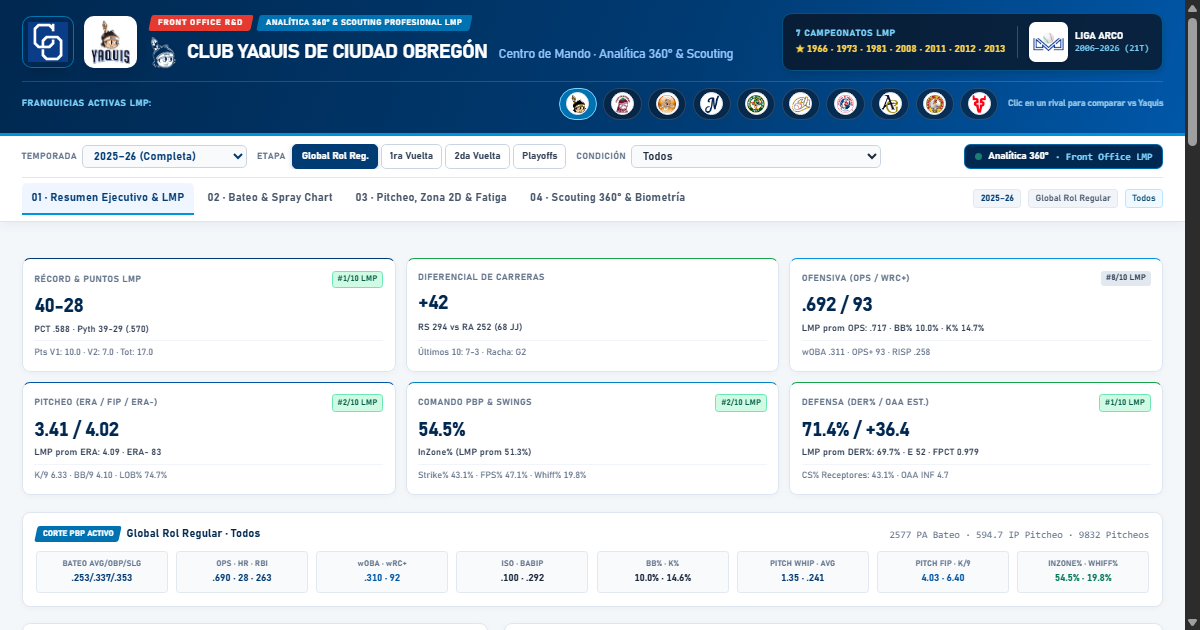 FRONT OFFICE R&D
ANALÍTICA 360° & SCOUTING PROFESIONAL LMP
YAQUIS
CLUB YAQUIS DE CIUDAD OBREGÓN
Centro de Mando · Analítica 360° & Scouting
7 CAMPEONATOS LMP
★ 1966 · 1973 · 1981 · 2008 · 2011 · 2012 · 2013
LIGA ARCO
2006–2026 (21T)
FRANQUICIAS ACTIVAS LMP:
Clic en un rival para comparar vs Yaquis
TEMPORADA 2025–26 (Completa) ETAPA Global Rol Reg. 1ra Vuelta 2da Vuelta Playoffs CONDICIÓN Todos
Analítica 360° · Front Office LMP
01 · Resumen Ejecutivo & LMP
02 · Bateo & Spray Chart
03 · Pitcheo, Zona 2D & Fatiga
04 · Scouting 360° & Biometría
2025–26
Global Rol Regular
Todos
RÉCORD & PUNTOS LMP
#1/10 LMP
40–28
PCT .588 · Pyth 39–29 (.570)
Pts V1: 10.0 · V2: 7.0 · Tot: 17.0
DIFERENCIAL DE CARRERAS
+42
RS 294 vs RA 252 (68 JJ)
Últimos 10: 7–3 · Racha: G2
OFENSIVA (OPS / WRC+)
#8/10 LMP
.692 / 93
LMP prom OPS: .717 · BB% 10.0% · K% 14.7%
wOBA .311 · OPS+ 93 · RISP .258
PITCHEO (ERA / FIP / ERA-)
#2/10 LMP
3.41 / 4.02
LMP prom ERA: 4.09 · ERA- 83
K/9 6.33 · BB/9 4.10 · LOB% 74.7%
COMANDO PBP & SWINGS
#2/10 LMP
54.5%
InZone% (LMP prom 51.3%)
Strike% 43.1% · FPS% 47.1% · Whiff% 19.8%
DEFENSA (DER% / OAA EST.)
#1/10 LMP
71.4% / +36.4
LMP prom DER%: 69.7% · E 52 · FPCT 0.979
CS% Receptores: 43.1% · OAA INF 4.7
CORTE PBP ACTIVO
Global Rol Regular · Todos
2577 PA Bateo · 594.7 IP Pitcheo · 9832 Pitcheos
BATEO AVG/OBP/SLG
.253/.337/.353
OPS · HR · RBI
.690 · 28 · 263
wOBA · wRC+
.310 · 92
ISO · BABIP
.100 · .292
BB% · K%
10.0% · 14.6%
PITCH WHIP · AVG
1.35 · .241
PITCH FIP · K/9
4.03 · 6.40
INZONE% · WHIFF%
54.5% · 19.8%